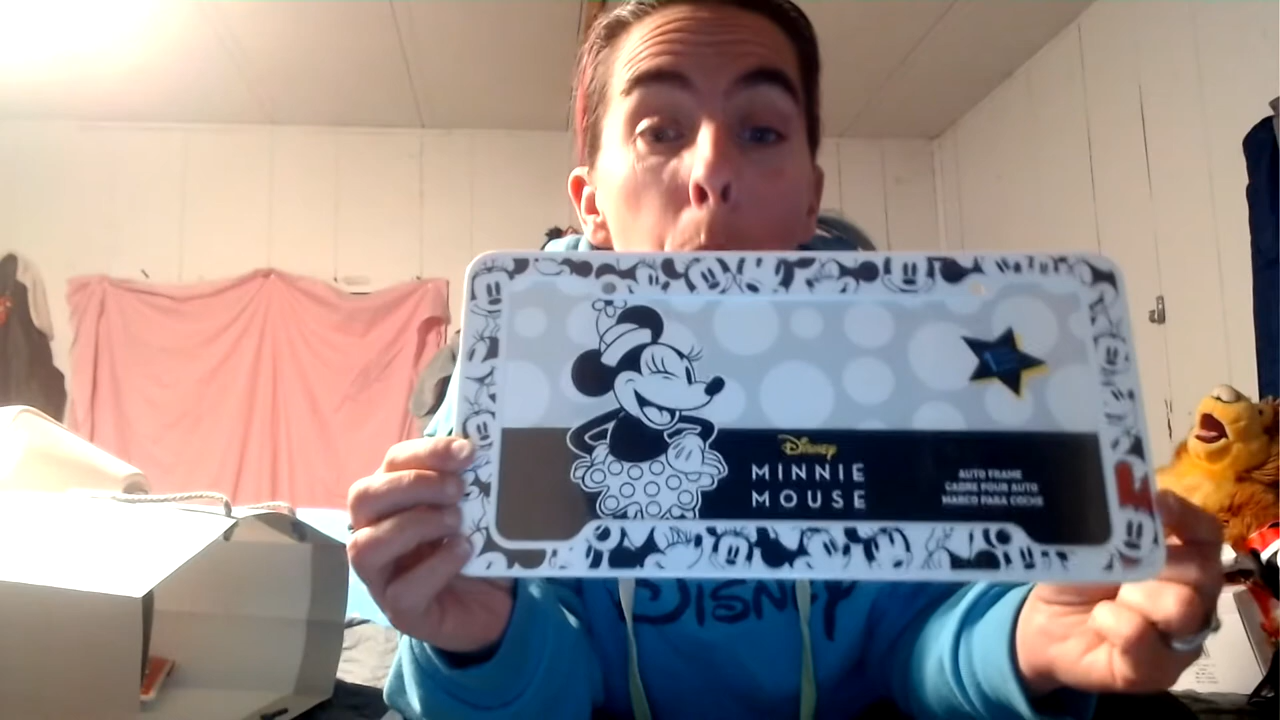 Disney
MINNIE
MOUSE
AUTO FRAME
CADRE POUR AUTO
MARCO PARA COCHE
DISNEY